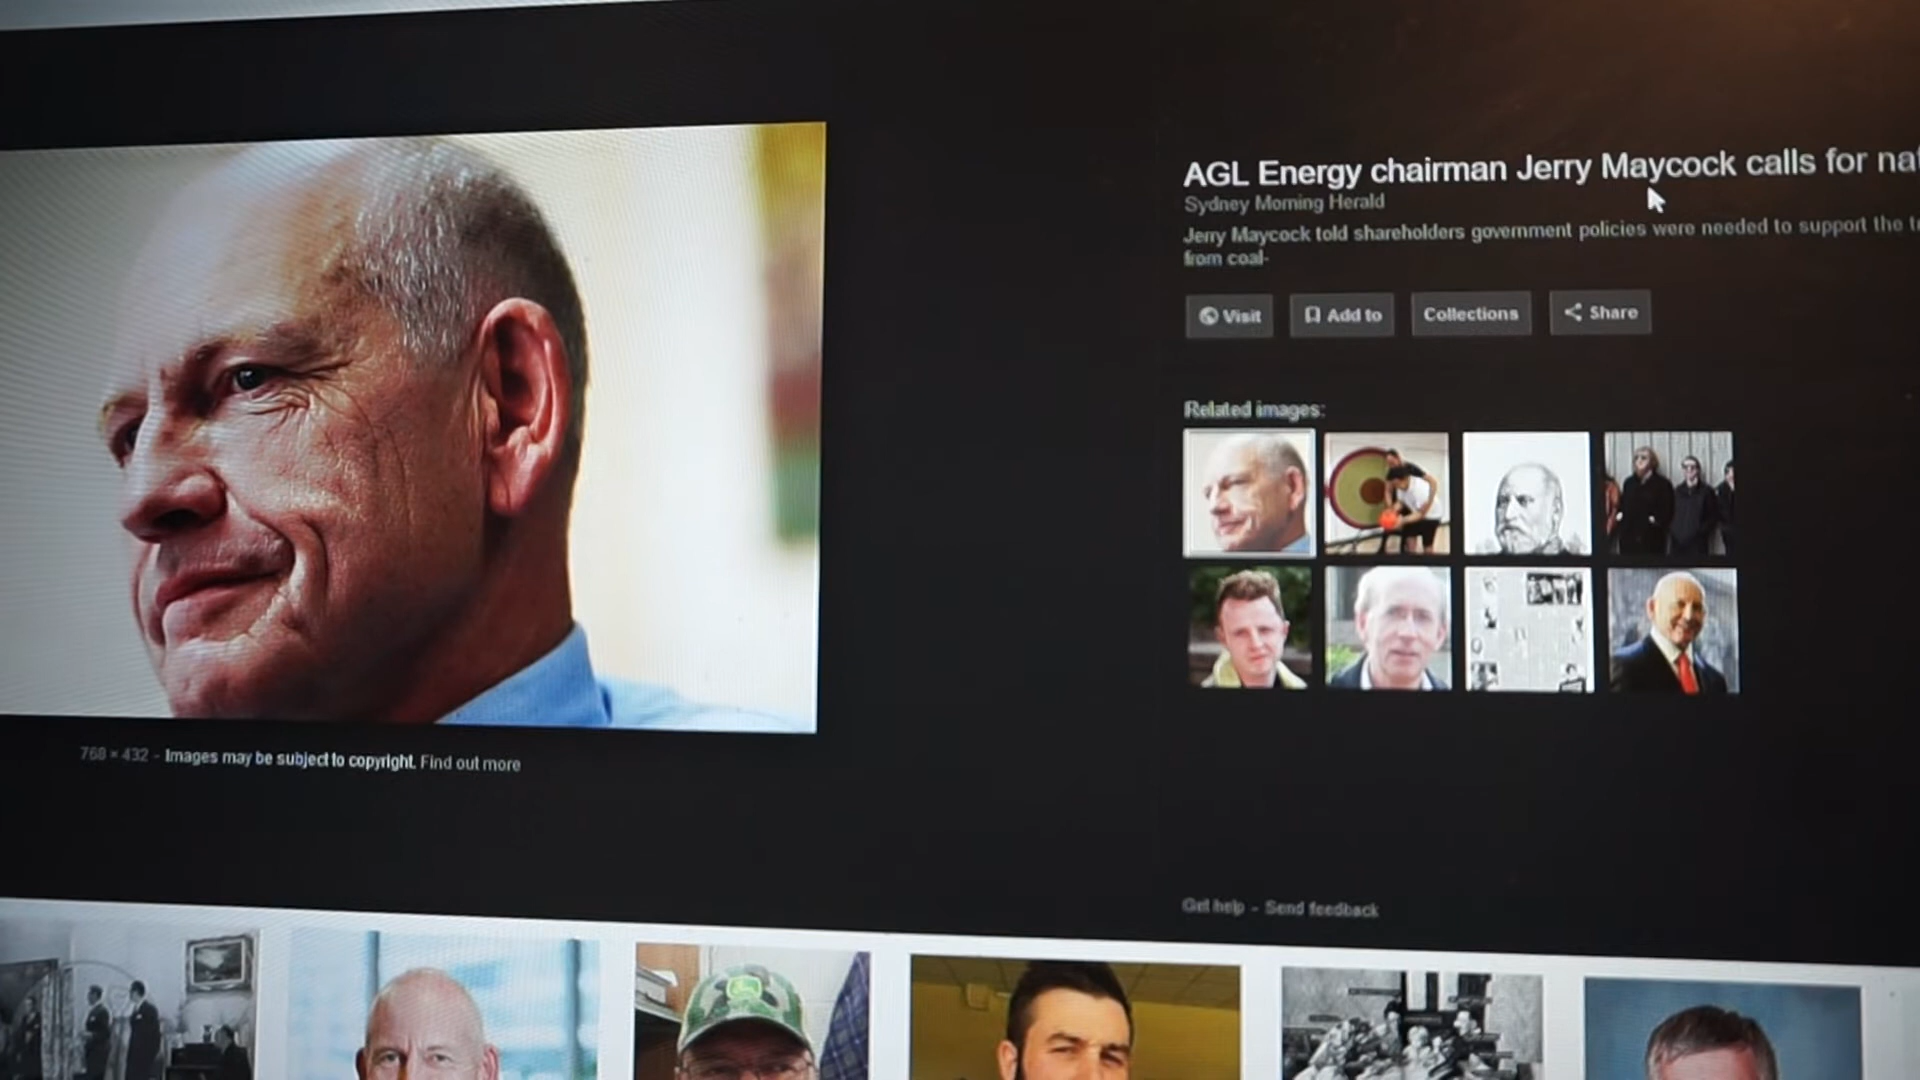 AGL Energy chairman Jerry Maycock calls for na
Sydney Morning Herald
Jerry Maycock told shareholders government policies were needed to support the t
from coal-
Visit
Add to
Collections
Share
Related images:
768 × 432 - Images may be subject to copyright. Find out more
Get help - Send feedback